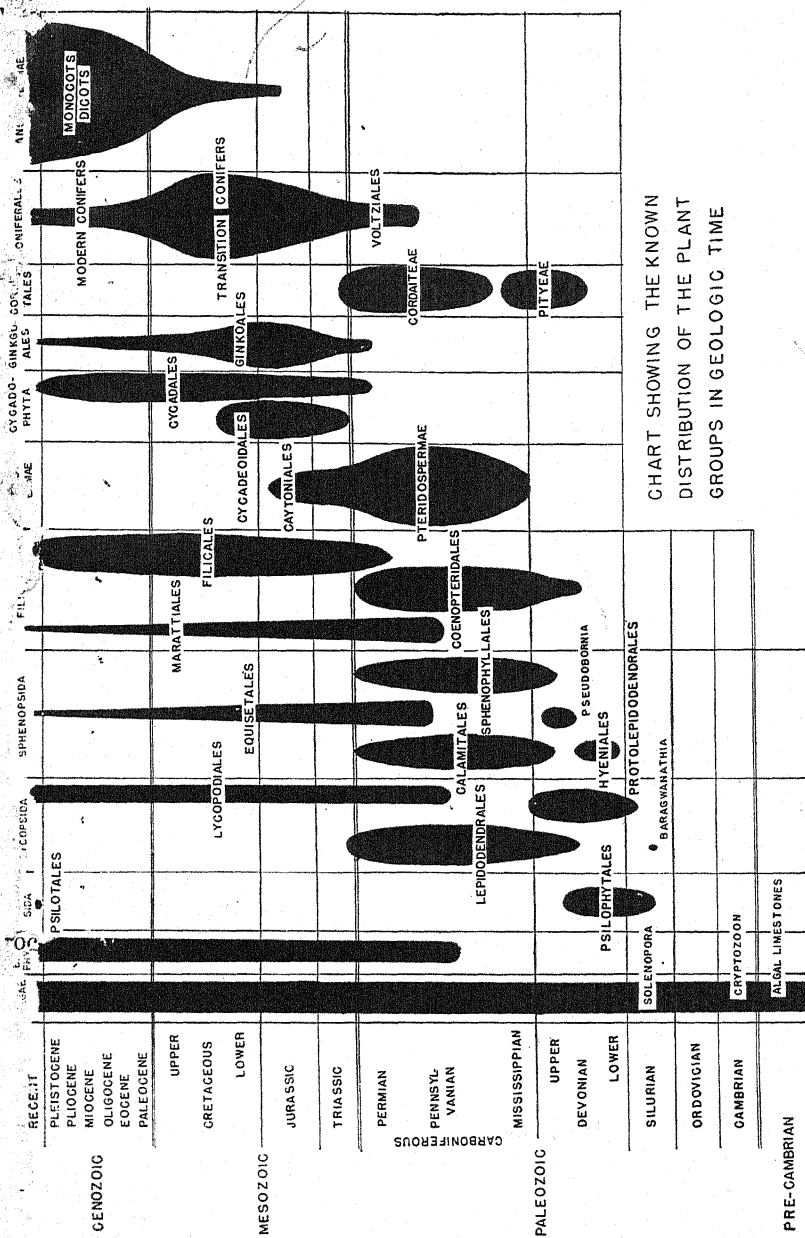 CHART SHOWING THE KNOWN
DISTRIBUTION OF THE PLANT
GROUPS IN GEOLOGIC TIME
SPHENOPSIDA
CYCADO-
PHYTA
GINKGO-
ALES
TALES
MONOCOTS
DICOTS
MODERN CONIFERS
TRANSITION CONIFERS
VOLTZIALES
CORDAITEAE
PITYEAE
GINKOALES
CYCADALES
CYCADEOIDALES
CAYTONIALES
PTERIDOSPERMAE
FILICALES
COENOPTERIDALES
MARATTIALES
SPHENOPHYLLALES
PSEUDOBORNIA
EQUISETALES
CALAMITALES
HYENIALES
PROTOLEPIDODENDRALES
LYCOPODIALES
LEPIDODENDRALES
BARAGWANATHIA
PSILOTALES
PSILOPHYTALES
SOLENOPORA
CRYPTOZOON
ALGAL LIMESTONES
CENOZOIC
RECENT
PLEISTOCENE
PLIOCENE
MIOCENE
OLIGOCENE
EOCENE
PALEOCENE
MESOZOIC
UPPER
CRETACEOUS
LOWER
JURASSIC
TRIASSIC
PALEOZOIC
PERMIAN
CARBONIFEROUS
PENNSYL-
VANIAN
MISSISSIPPIAN
UPPER
DEVONIAN
LOWER
SILURIAN
ORDOVICIAN
CAMBRIAN
PRE-CAMBRIAN